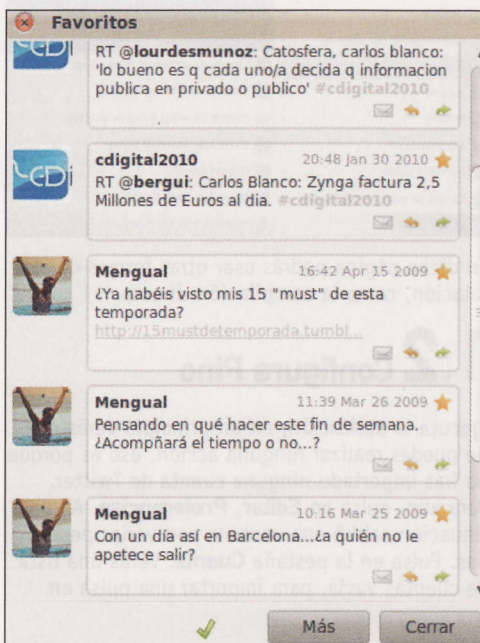 Favoritos
RT @lourdesmunoz: Catosfera, carlos blanco:
'lo bueno es q cada uno/a decida q informacion
publica en privado o publico' #cdigital2010
cdigital2010 20:48 Jan 30 2010
RT @bergui: Carlos Blanco: Zynga factura 2,5
Millones de Euros al dia. #cdigital2010
Mengual 16:42 Apr 15 2009
¿Ya habéis visto mis 15 "must" de esta
temporada?
http://15mustdetemporada.tumbl...
Mengual 11:39 Mar 26 2009
Pensando en qué hacer este fin de semana.
¿Acompñará el tiempo o no...?
Mengual 10:16 Mar 25 2009
Con un día así en Barcelona...¿a quién no le
apetece salir?
Más Cerrar
CDi
CDi